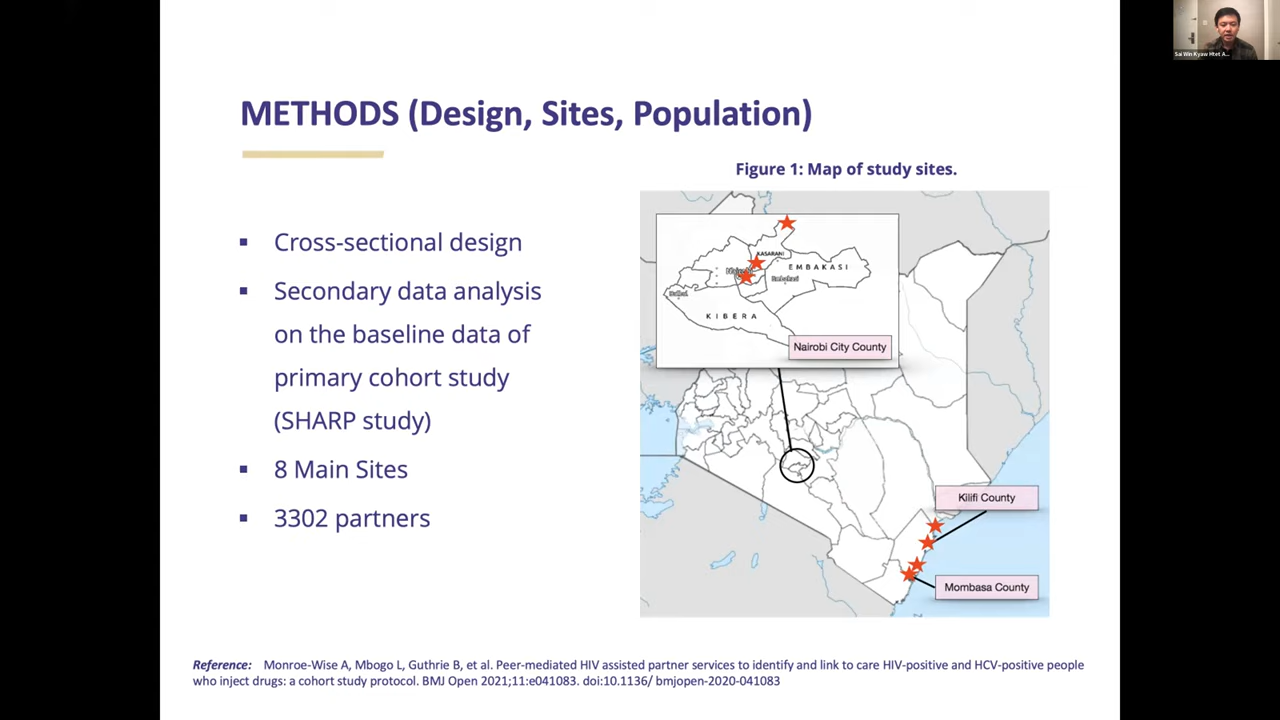 Sai Win Kyaw Htet A...
METHODS (Design, Sites, Population)
Figure 1: Map of study sites.
▪ Cross-sectional design
▪ Secondary data analysis
on the baseline data of
primary cohort study
(SHARP study)
▪ 8 Main Sites
▪ 3302 partners
KASARANI
EMBAKASI
Embakasi
KIBERA
Nairobi City County
Kilifi County
Mombasa County
Reference: Monroe-Wise A, Mbogo L, Guthrie B, et al. Peer-mediated HIV assisted partner services to identify and link to care HIV-positive and HCV-positive people
who inject drugs: a cohort study protocol. BMJ Open 2021;11:e041083. doi:10.1136/ bmjopen-2020-041083